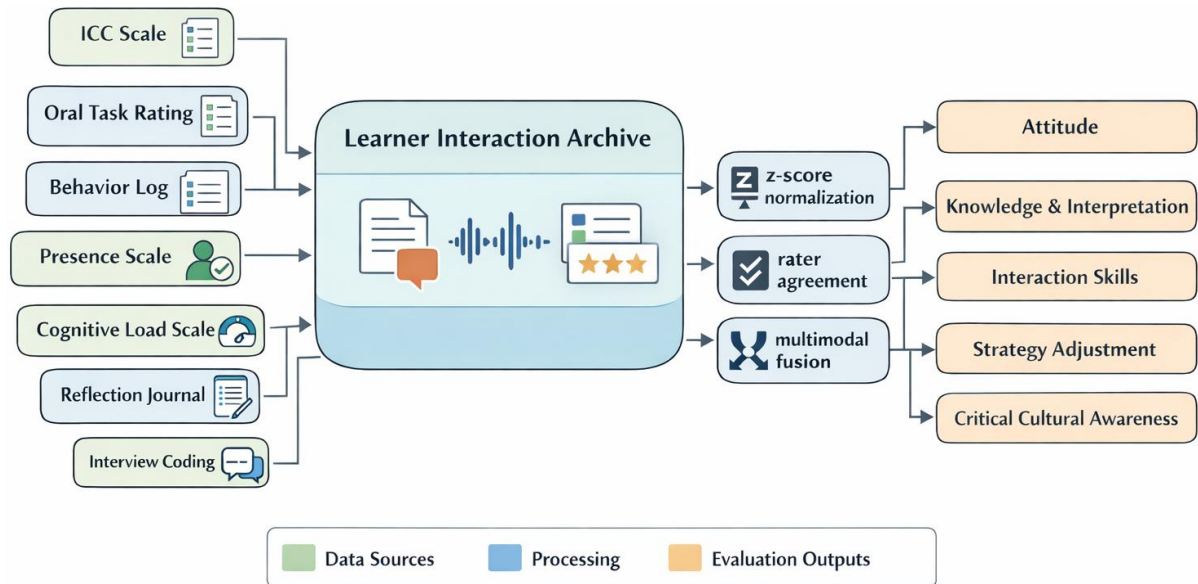 ICC Scale
Oral Task Rating
Behavior Log
Presence Scale
Cognitive Load Scale
Reflection Journal
Interview Coding
Learner Interaction Archive
Z
z-score
normalization
rater
agreement
multimodal
fusion
Attitude
Knowledge & Interpretation
Interaction Skills
Strategy Adjustment
Critical Cultural Awareness
Data Sources
Processing
Evaluation Outputs